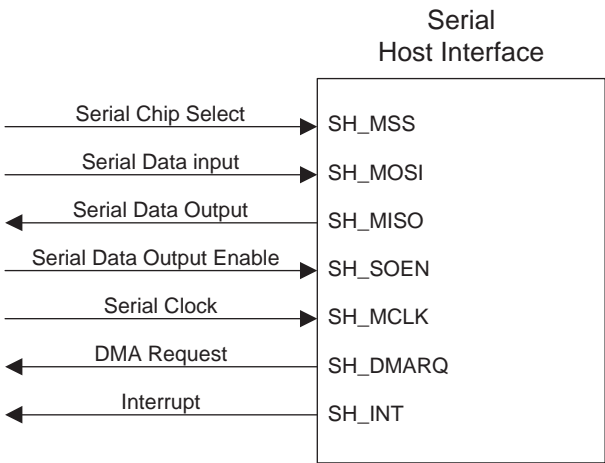 Serial
Host Interface
Serial Chip Select
SH_MSS
Serial Data input
SH_MOSI
Serial Data Output
SH_MISO
Serial Data Output Enable
SH_SOEN
Serial Clock
SH_MCLK
DMA Request
SH_DMARQ
Interrupt
SH_INT